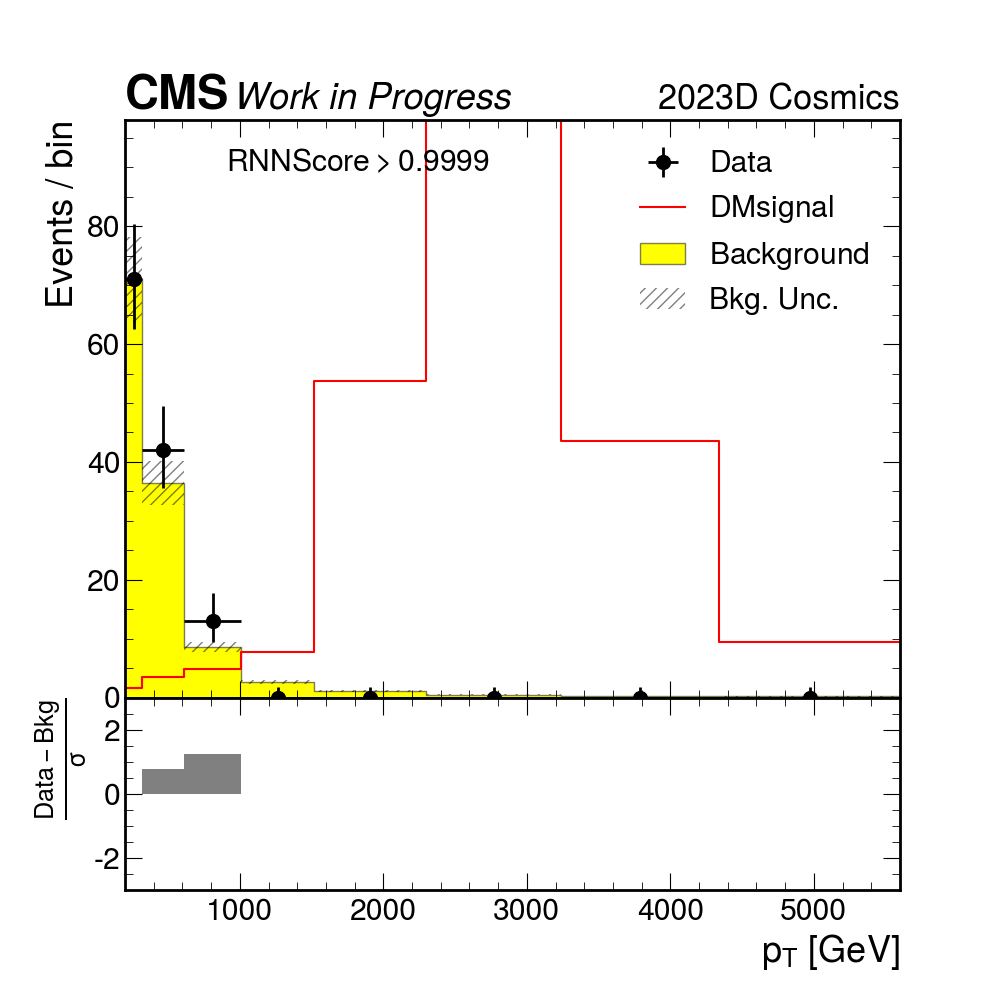 CMS Work in Progress 2023D Cosmics
Events / bin
RNNScore > 0.9999
Data
DMsignal
Background
Bkg. Unc.
80
60
40
20
0
Data – Bkg
σ
2
0
-2
1000 2000 3000 4000 5000
pT [GeV]